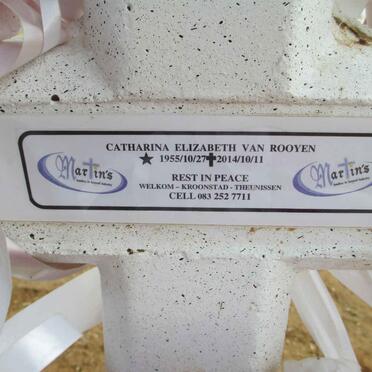 CATHARINA ELIZABETH VAN ROOYEN
★ 1955/10/27 ✝ 2014/10/11
REST IN PEACE
WELKOM – KROONSTAD - THEUNISSEN
CELL 083 252 7711
Martin's
Martin's